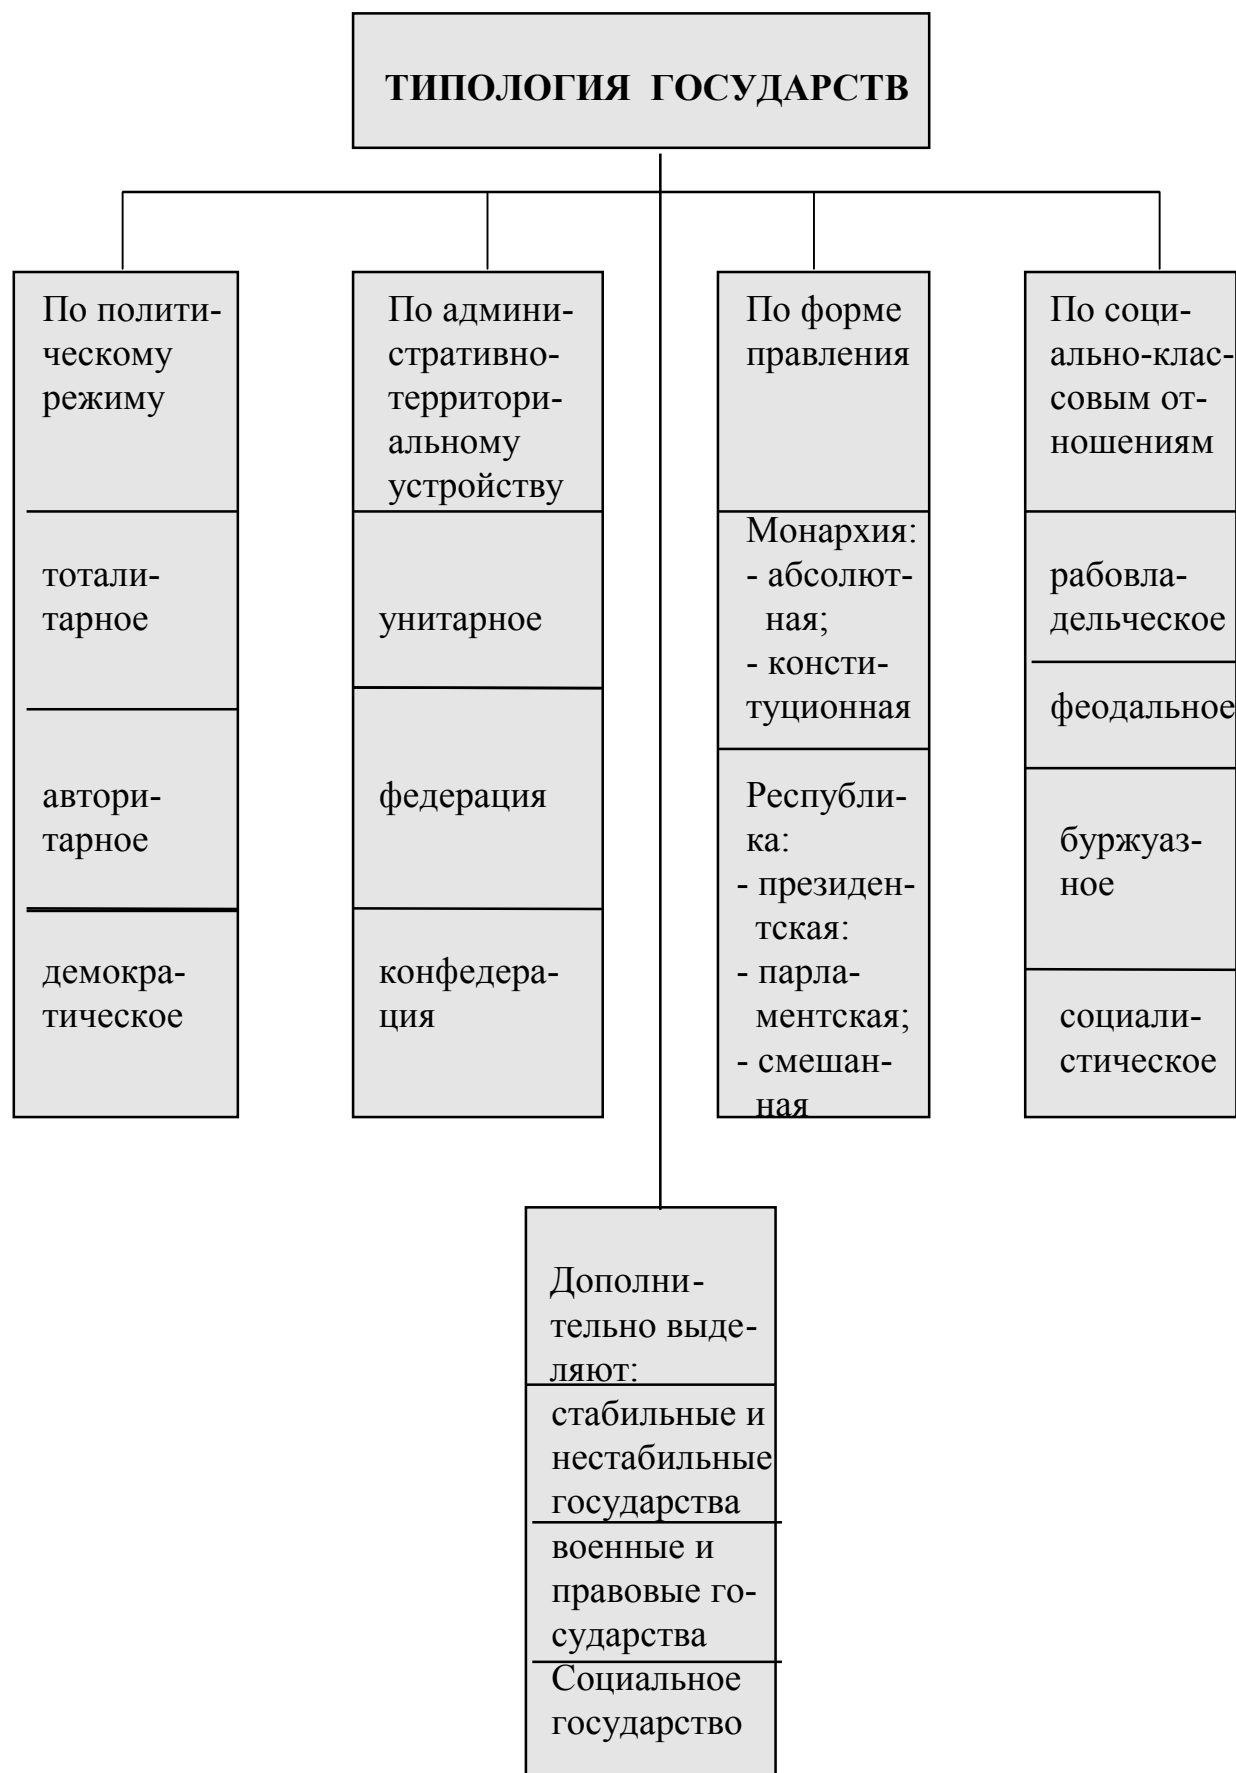 ТИПОЛОГИЯ ГОСУДАРСТВ
По полити-
ческому
режиму
тотали-
тарное
автори-
тарное
демокра-
тическое
По админи-
стративно-
территори-
альному
устройству
унитарное
федерация
конфедера-
ция
По форме
правления
Монархия:
- абсолют-
ная;
- консти-
туционная
Республи-
ка:
- президен-
тская:
- парла-
ментская;
- смешан-
ная
По соци-
ально-клас-
совым от-
ношениям
рабовла-
дельческое
феодальное
буржуаз-
ное
социали-
стическое
Дополни-
тельно выде-
ляют:
стабильные и
нестабильные
государства
военные и
правовые го-
сударства
Социальное
государство